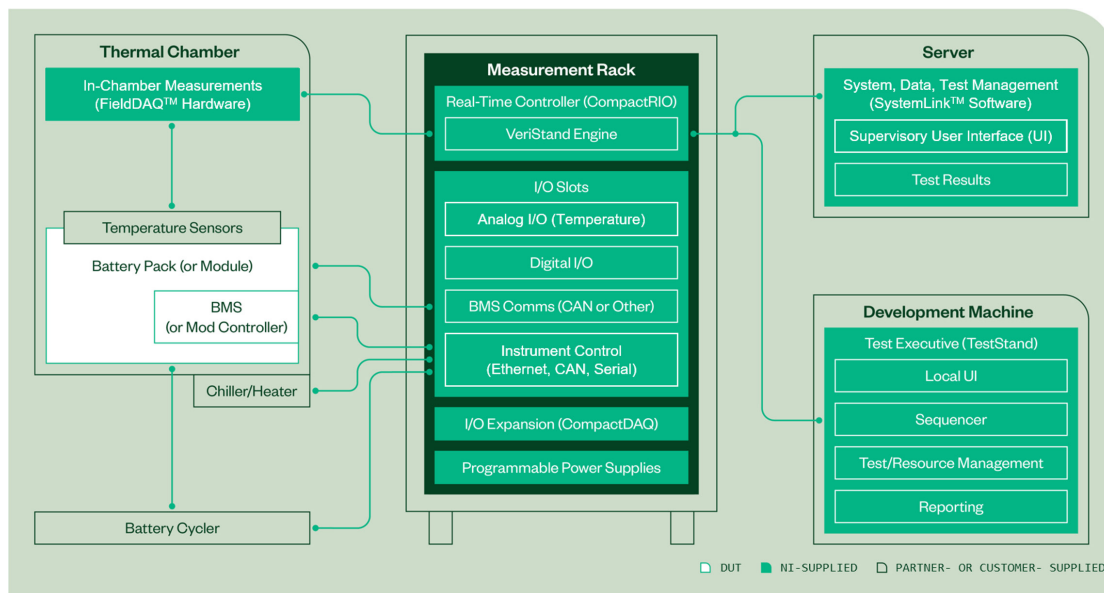 Thermal Chamber
In-Chamber Measurements
(FieldDAQ™ Hardware)
Temperature Sensors
Battery Pack (or Module)
BMS
(or Mod Controller)
Chiller/Heater
Battery Cycler
Measurement Rack
Real-Time Controller (CompactRIO)
VeriStand Engine
I/O Slots
Analog I/O (Temperature)
Digital I/O
BMS Comms (CAN or Other)
Instrument Control
(Ethernet, CAN, Serial)
I/O Expansion (CompactDAQ)
Programmable Power Supplies
Server
System, Data, Test Management
(SystemLink™ Software)
Supervisory User Interface (UI)
Test Results
Development Machine
Test Executive (TestStand)
Local UI
Sequencer
Test/Resource Management
Reporting
DUT
NI-SUPPLIED
PARTNER- OR CUSTOMER- SUPPLIED